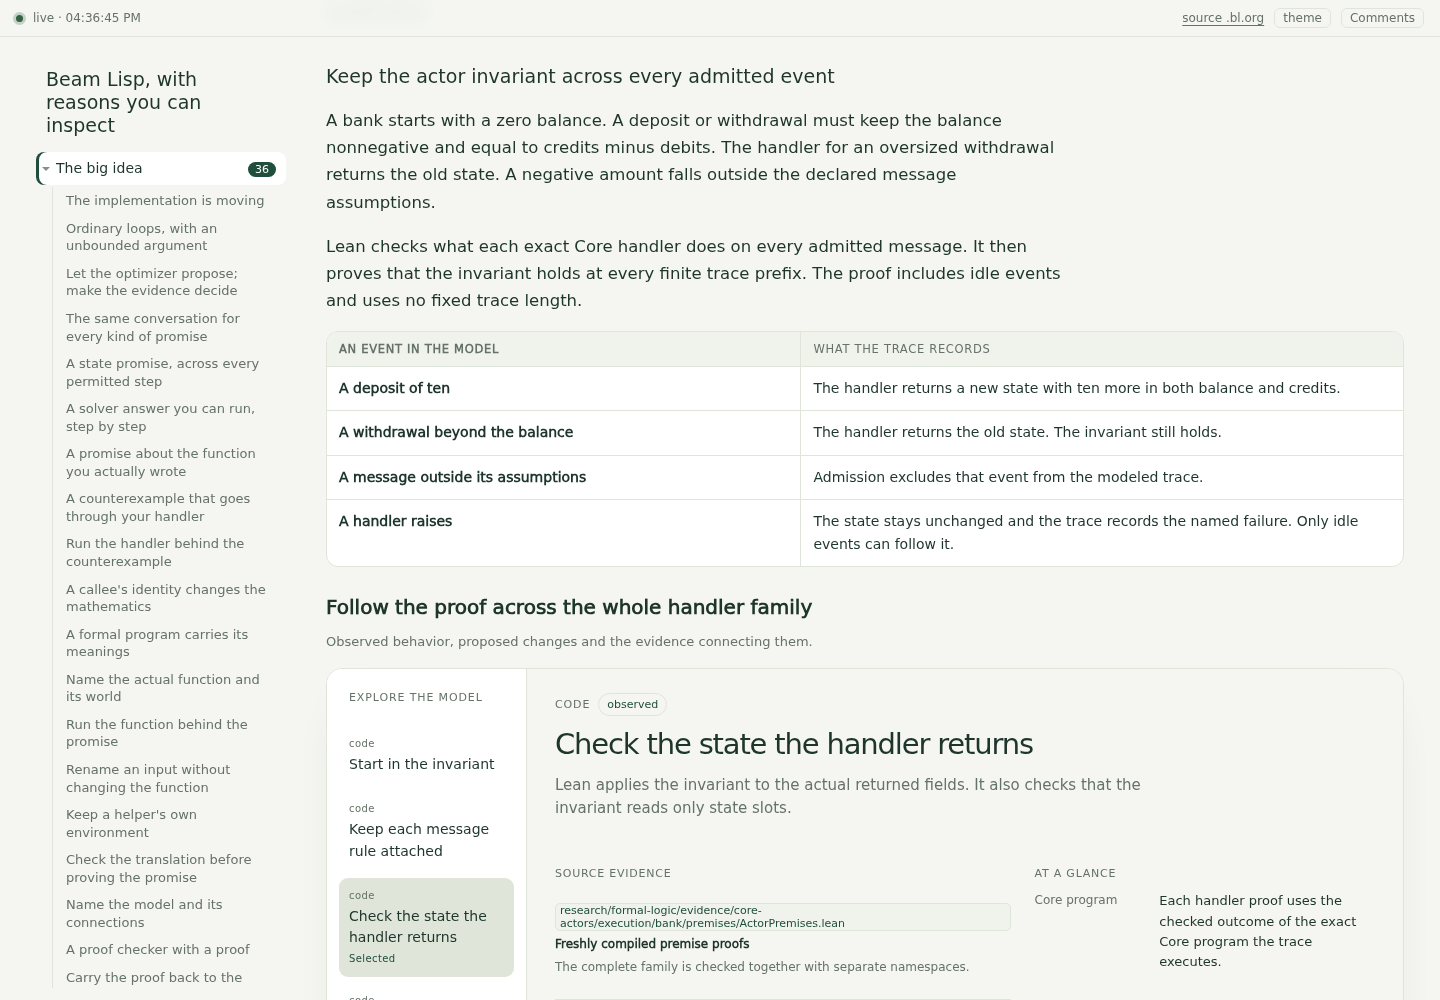 live · 04:36:45 PM
source .bl.org
theme
Comments
Beam Lisp, with
reasons you can
inspect
The big idea
36
The implementation is moving
Ordinary loops, with an
unbounded argument
Let the optimizer propose;
make the evidence decide
The same conversation for
every kind of promise
A state promise, across every
permitted step
A solver answer you can run,
step by step
A promise about the function
you actually wrote
A counterexample that goes
through your handler
Run the handler behind the
counterexample
A callee's identity changes the
mathematics
A formal program carries its
meanings
Name the actual function and
its world
Run the function behind the
promise
Rename an input without
changing the function
Keep a helper's own
environment
Check the translation before
proving the promise
Name the model and its
connections
A proof checker with a proof
Carry the proof back to the
Keep the actor invariant across every admitted event
A bank starts with a zero balance. A deposit or withdrawal must keep the balance
nonnegative and equal to credits minus debits. The handler for an oversized withdrawal
returns the old state. A negative amount falls outside the declared message
assumptions.
Lean checks what each exact Core handler does on every admitted message. It then
proves that the invariant holds at every finite trace prefix. The proof includes idle events
and uses no fixed trace length.
AN EVENT IN THE MODEL
WHAT THE TRACE RECORDS
A deposit of ten
The handler returns a new state with ten more in both balance and credits.
A withdrawal beyond the balance
The handler returns the old state. The invariant still holds.
A message outside its assumptions
Admission excludes that event from the modeled trace.
A handler raises
The state stays unchanged and the trace records the named failure. Only idle
events can follow it.
Follow the proof across the whole handler family
Observed behavior, proposed changes and the evidence connecting them.
EXPLORE THE MODEL
code
Start in the invariant
code
Keep each message
rule attached
code
Check the state the
handler returns
Selected
code
CODE
observed
Check the state the handler returns
Lean applies the invariant to the actual returned fields. It also checks that the
invariant reads only state slots.
SOURCE EVIDENCE
research/formal-logic/evidence/core-
actors/execution/bank/premises/ActorPremises.lean
Freshly compiled premise proofs
The complete family is checked together with separate namespaces.
AT A GLANCE
Core program
Each handler proof uses the
checked outcome of the exact
Core program the trace
executes.